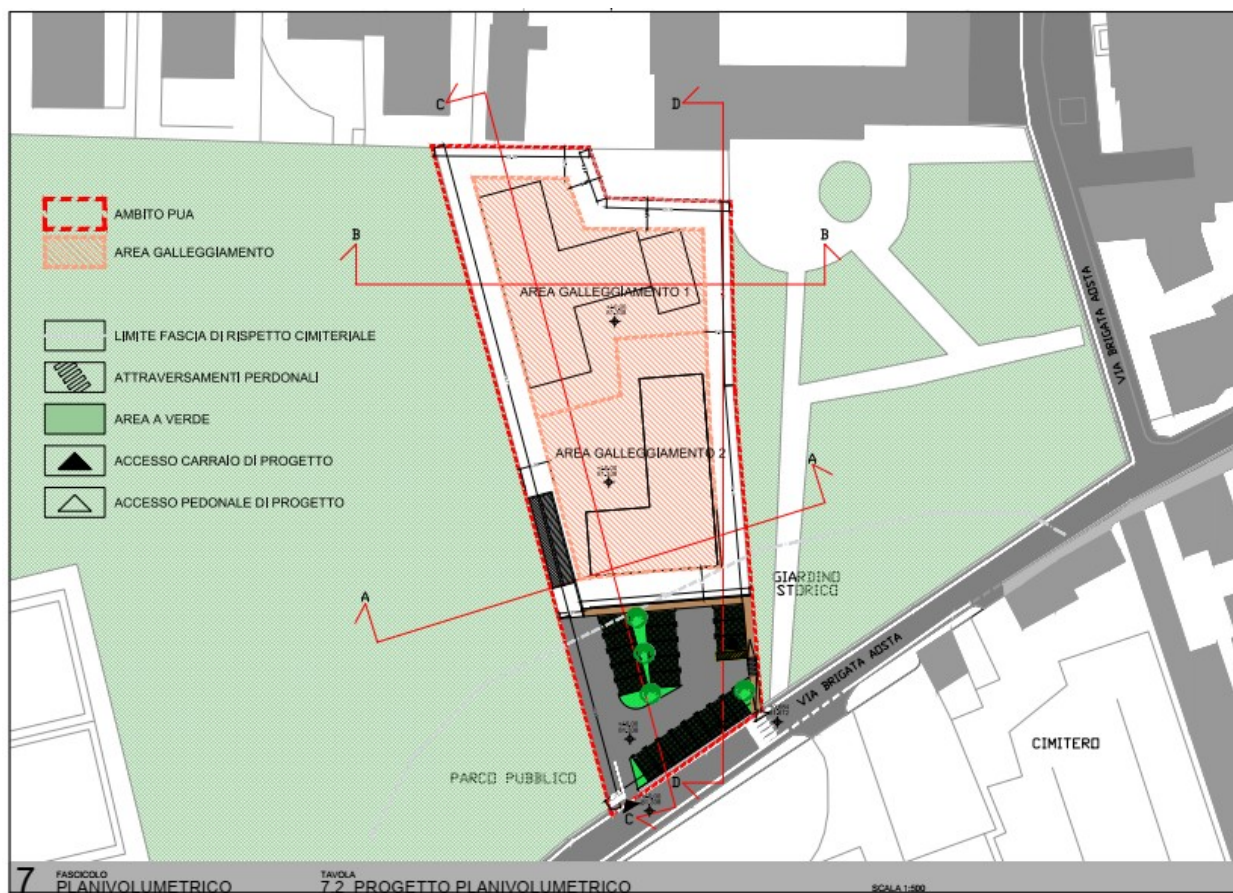 C
D
AMBITO PUA
AREA GALLEGGIAMENTO
B
B
AREA GALLEGGIAMENTO 1
VIA BRIGATA AOSTA
LIMITE FASCIA DI RISPETTO CIMITERIALE
ATTRAVERSAMENTI PERDONALI
AREA A VERDE
ACCESSO CARRAIO DI PROGETTO
ACCESSO PEDONALE DI PROGETTO
AREA GALLEGGIAMENTO 2
A
A
GIARDINO
STORICO
VIA BRIGATA AOSTA
CIMITERO
PARCO PUBBLICO
D
C
7
FASCICOLO
PLANIVOLUMETRICO
TAVOLA
7.2 PROGETTO PLANIVOLUMETRICO
SCALA 1:500